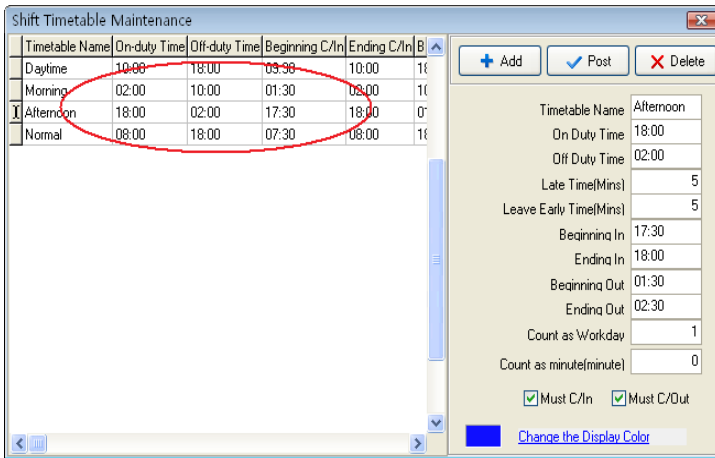 Shift Timetable Maintenance
Timetable Name On-duty Time Off-duty Time Beginning C/In Ending C/In B
Daytime 10:00 18:00 09:30 10:00 18
Morning 02:00 10:00 01:30 02:00 10
Afternoon 18:00 02:00 17:30 18:00 01
Normal 08:00 18:00 07:30 08:00 18
Add Post Delete
Timetable Name Afternoon
On Duty Time 18:00
Off Duty Time 02:00
Late Time(Mins) 5
Leave Early Time(Mins) 5
Beginning In 17:30
Ending In 18:00
Beginning Out 01:30
Ending Out 02:30
Count as Workday 1
Count as minute(minute) 0
Must C/In Must C/Out
Change the Display Color